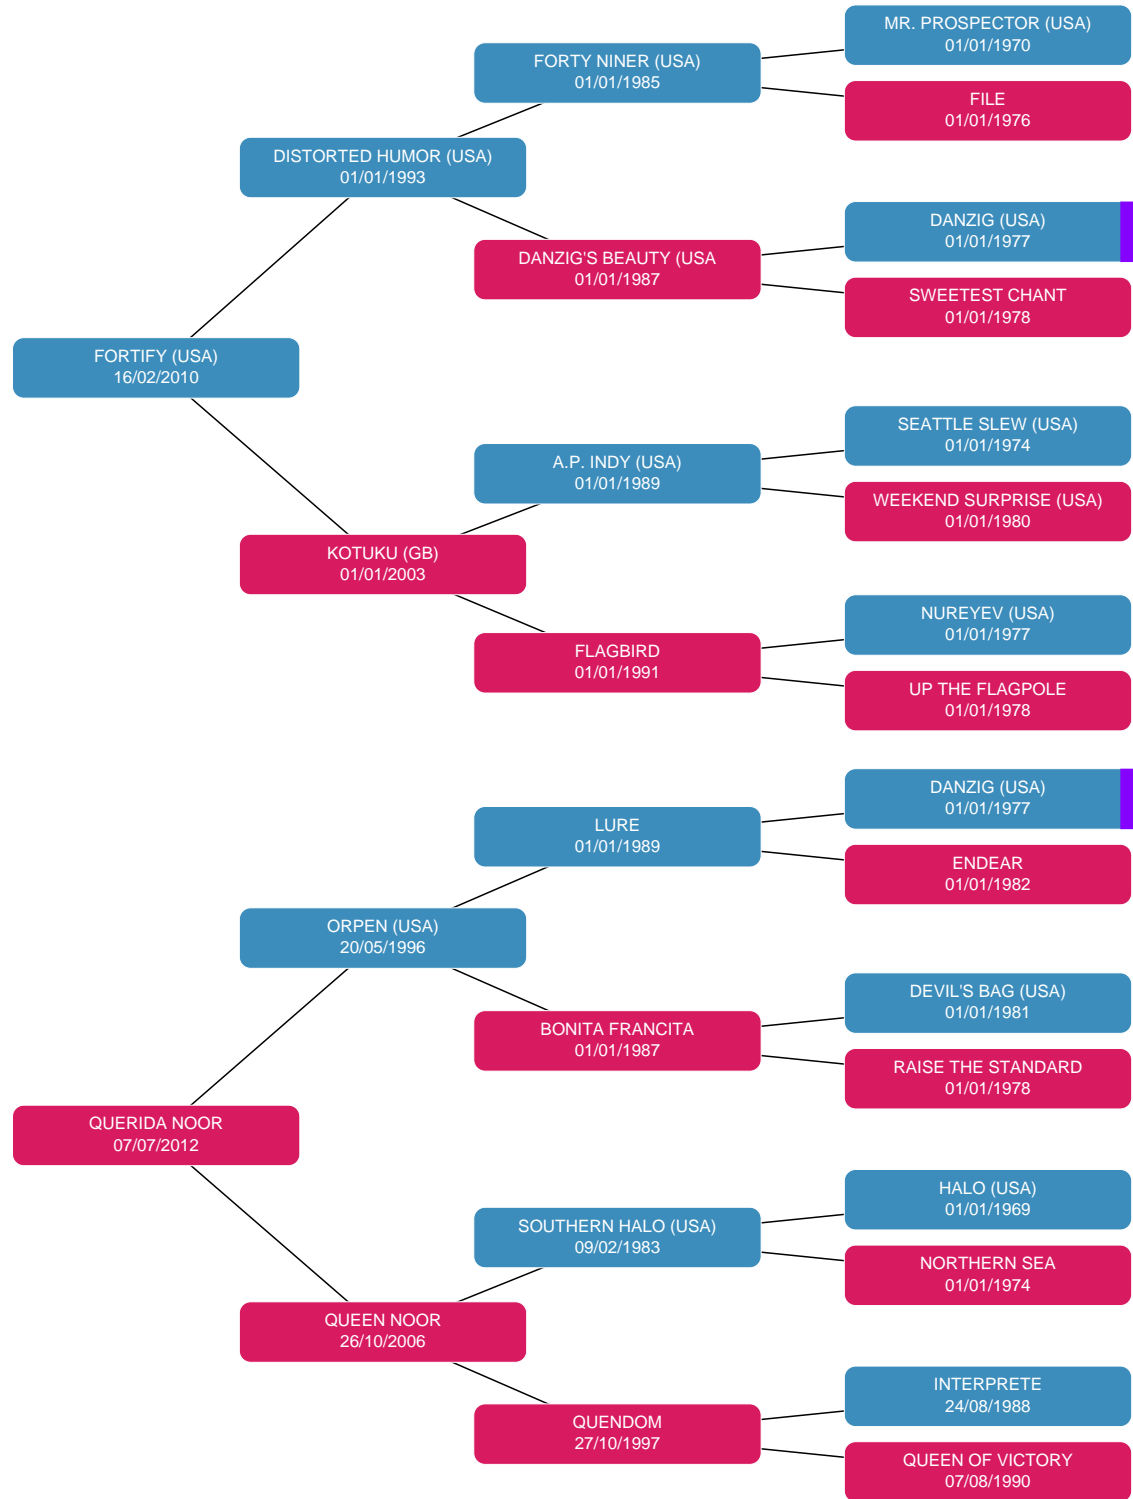 MR. PROSPECTOR (USA)
01/01/1970
FORTY NINER (USA)
01/01/1985
FILE
01/01/1976
DISTORTED HUMOR (USA)
01/01/1993
DANZIG (USA)
01/01/1977
DANZIG'S BEAUTY (USA
01/01/1987
SWEETEST CHANT
01/01/1978
FORTIFY (USA)
16/02/2010
SEATTLE SLEW (USA)
01/01/1974
A.P. INDY (USA)
01/01/1989
WEEKEND SURPRISE (USA)
01/01/1980
KOTUKU (GB)
01/01/2003
NUREYEV (USA)
01/01/1977
FLAGBIRD
01/01/1991
UP THE FLAGPOLE
01/01/1978
DANZIG (USA)
01/01/1977
LURE
01/01/1989
ENDEAR
01/01/1982
ORPEN (USA)
20/05/1996
DEVIL'S BAG (USA)
01/01/1981
BONITA FRANCITA
01/01/1987
RAISE THE STANDARD
01/01/1978
QUERIDA NOOR
07/07/2012
HALO (USA)
01/01/1969
SOUTHERN HALO (USA)
09/02/1983
NORTHERN SEA
01/01/1974
QUEEN NOOR
26/10/2006
INTERPRETE
24/08/1988
QUENDOM
27/10/1997
QUEEN OF VICTORY
07/08/1990